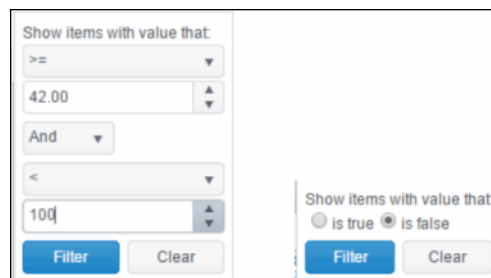 Show items with value that:
>=
42.00
And
<
100
Filter Clear
Show items with value that
is true is false
Filter Clear